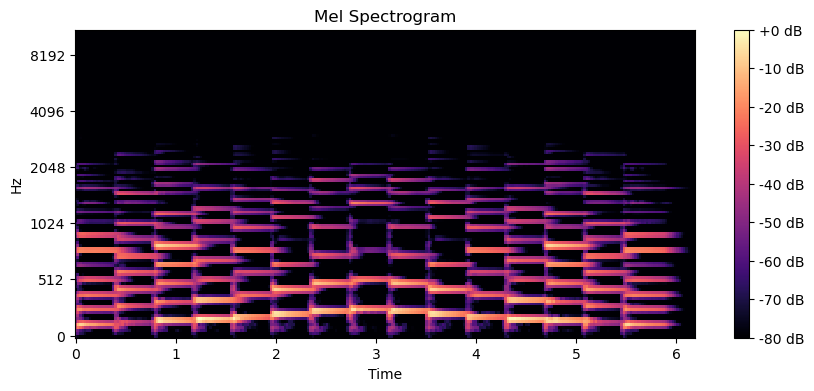 Mel Spectrogram
8192
4096
2048
1024
512
0
Hz
0 1 2 3 4 5 6
Time
+0 dB
-10 dB
-20 dB
-30 dB
-40 dB
-50 dB
-60 dB
-70 dB
-80 dB